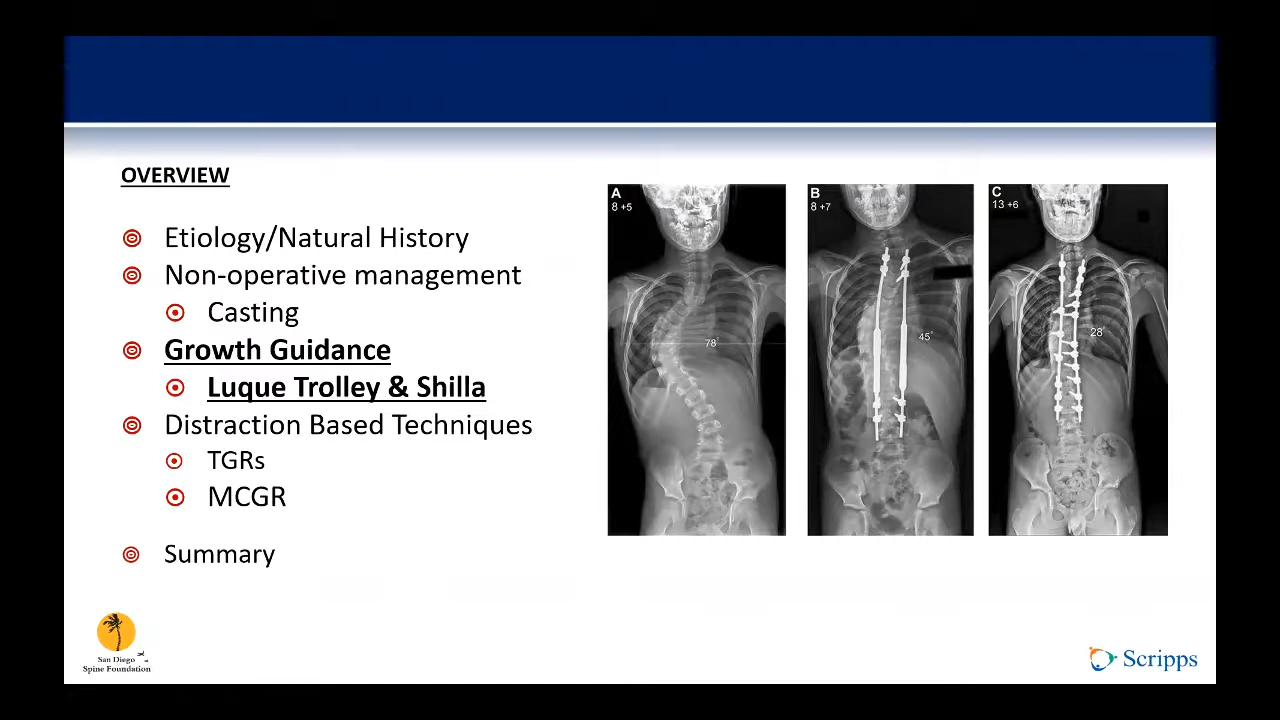 OVERVIEW
Etiology/Natural History
Non-operative management
Casting
Growth Guidance
Luque Trolley & Shilla
Distraction Based Techniques
TGRs
MCGR
Summary
A
8 +5
78°
B
8 +7
45°
C
13 +6
28°
San Diego
Spine Foundation
Scripps